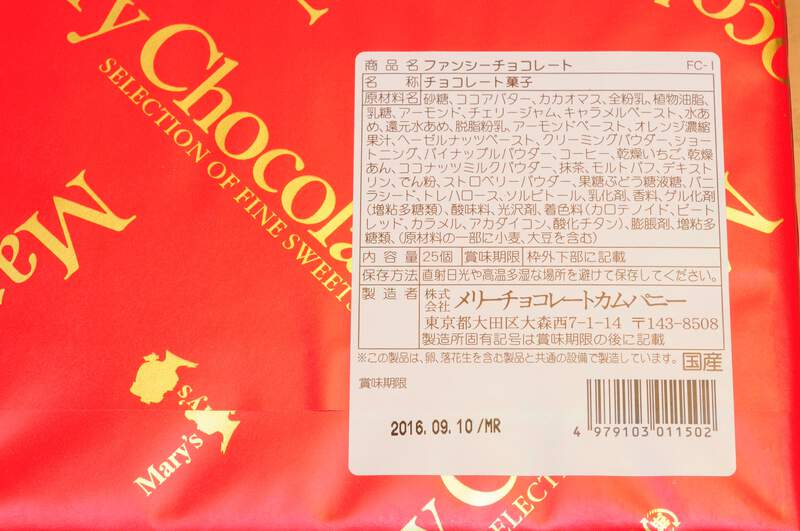 y Chocola
SELECTION OF FINE SWEETS
Ma
Mary's
y's
y C
SELECT
商品名 ファンシーチョコレート FC-1
名称 チョコレート菓子
原材料名 砂糖、ココアバター、カカオマス、全粉乳、植物油脂、
乳糖、アーモンド、チェリージャム、キャラメルペースト、水あ
め、還元水あめ、脱脂粉乳、アーモンドペースト、オレンジ濃縮
果汁、ヘーゼルナッツペースト、クリーミングパウダー、ショー
トニング、パイナップルパウダー、コーヒー、乾燥いちご、乾燥
あん、ココナッツミルクパウダー、抹茶、モルトパフ、デキスト
リン、でん粉、ストロベリーパウダー、果糖ぶどう糖液糖、バニ
ラシード、トレハロース、ソルビトール、乳化剤、香料、ゲル化剤
(増粘多糖類)、酸味料、光沢剤、着色料(カロテノイド、ビート
レッド、カラメル、アカダイコン、酸化チタン)、膨脹剤、増粘多
糖類、(原材料の一部に小麦、大豆を含む)
内容量 25個 賞味期限 枠外下部に記載
保存方法 直射日光や高温多湿な場所を避けて保存してください。
製造者 株式会社 メリーチョコレートカムパニー
東京都大田区大森西7-1-14 〒143-8508
製造所固有記号は賞味期限の後に記載
※この製品は、卵、落花生を含む製品と共通の設備で製造しています。国産
賞味期限
2016.09.10/MR
4 979103 011502